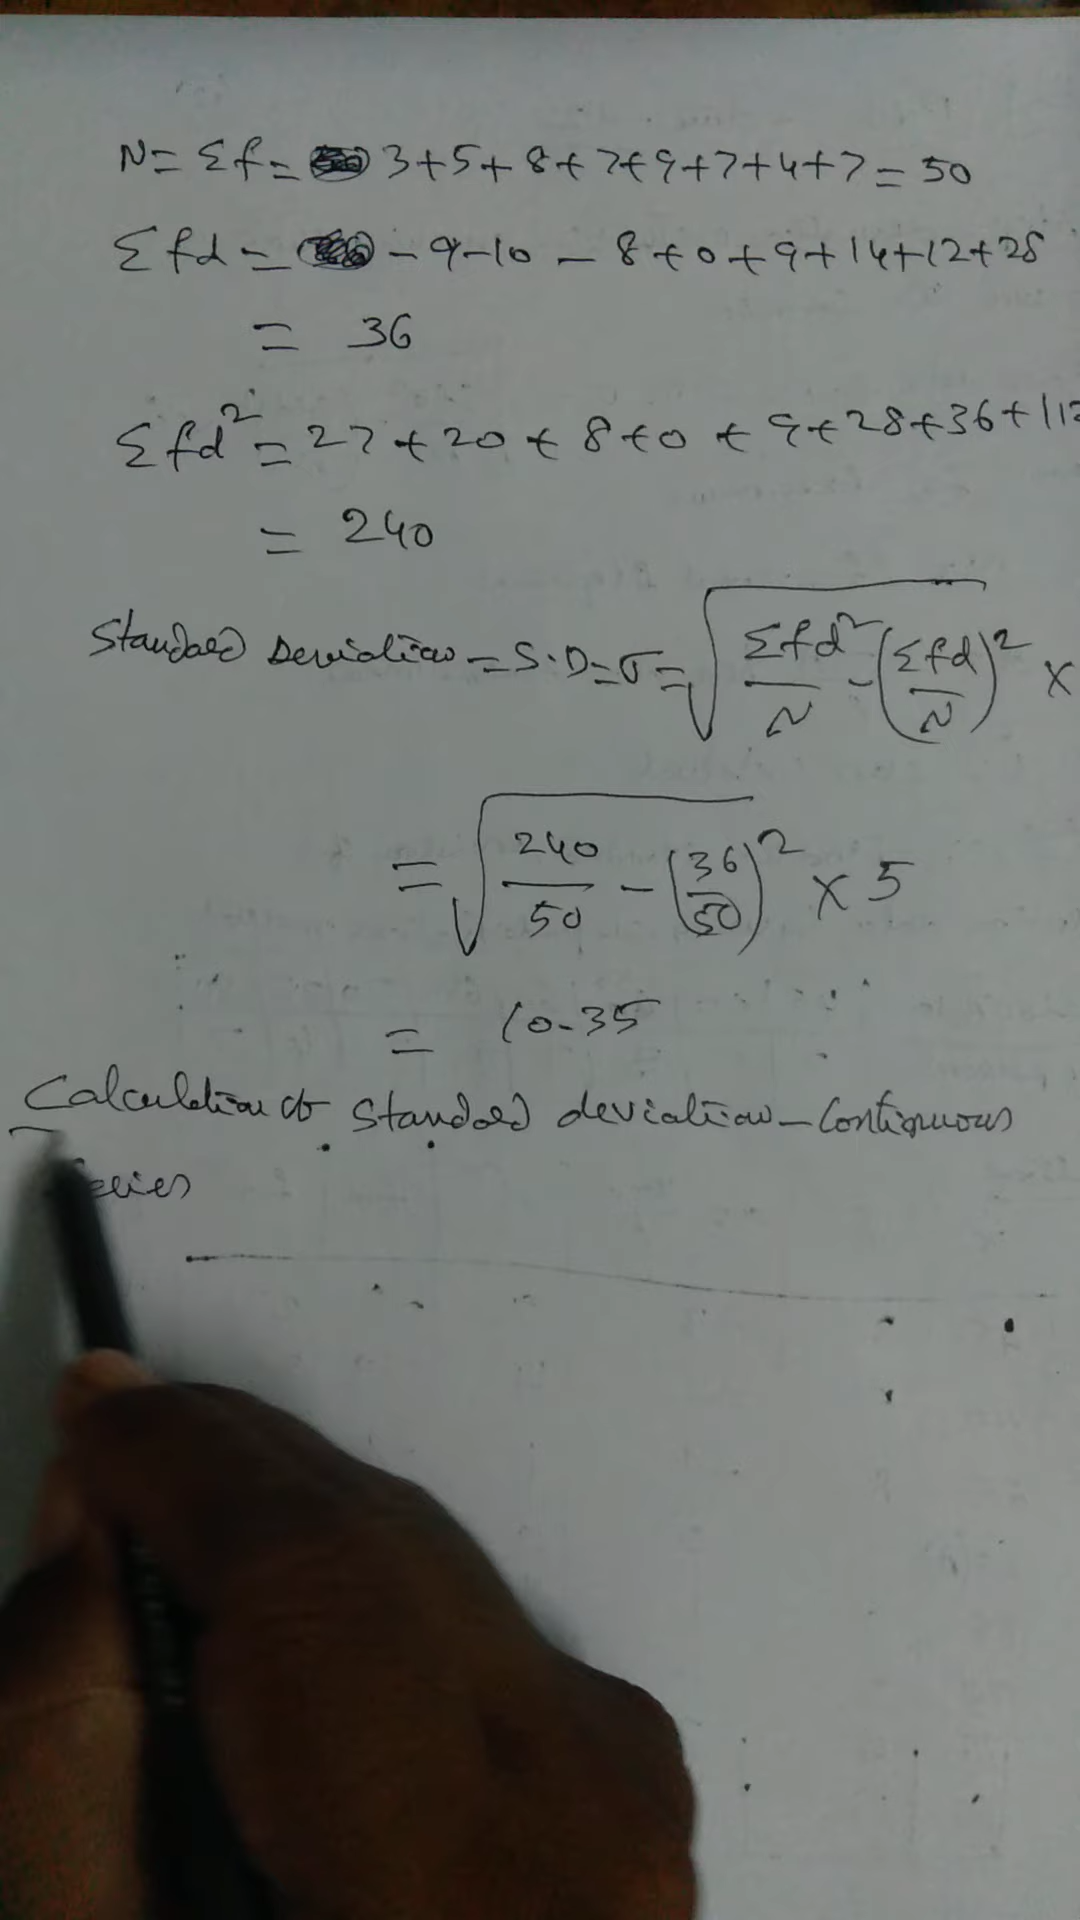 N = Σf = 3+5+8+7+9+7+4+7 = 50
Σfd = -9-10-8+0+9+14+12+28
= 36
Σfd² = 27+20+8+0+9+28+36+112
= 240
Standard Deviation = S.D = σ = √(Σfd²/N - (Σfd/N)²) ×
= √(240/50 - (36/50)²) × 5
= 10.35
Calculation of Standard deviation - Continuous
Series